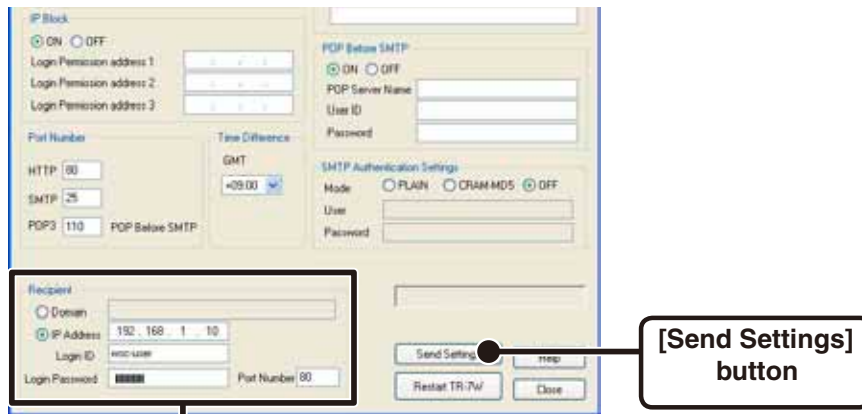 IP Block
ON OFF
Login Permission address 1
Login Permission address 2
Login Permission address 3
Port Number
HTTP 80
SMTP 25
POP3 110 POP Before SMTP
Time Difference
GMT
+09:00
POP Before SMTP
ON OFF
POP Server Name
User ID
Password
SMTP Authentication Settings
Mode PLAIN CRAM-MD5 OFF
User
Password
Recipient
Domain
IP Address 192 . 168 . 1 . 10
Login ID
Login Password
Port Number 80
Send Setting
Help
Restart TR-7W
Close
[Send Settings]
button